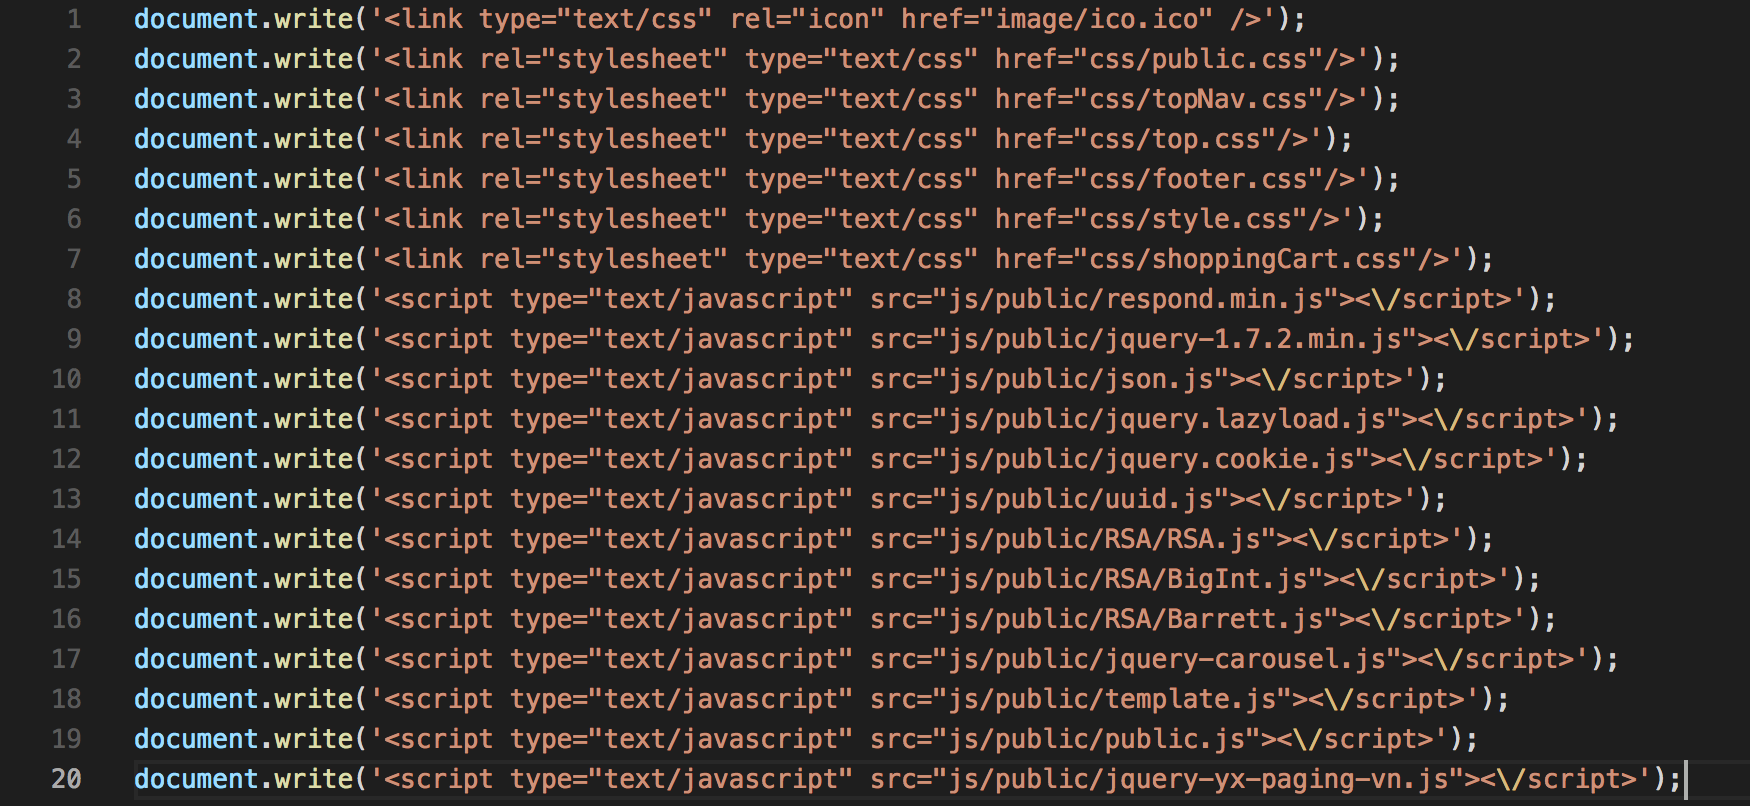 1 document.write('<link type="text/css" rel="icon" href="image/ico.ico" />');
2 document.write('<link rel="stylesheet" type="text/css" href="css/public.css"/>');
3 document.write('<link rel="stylesheet" type="text/css" href="css/topNav.css"/>');
4 document.write('<link rel="stylesheet" type="text/css" href="css/top.css"/>');
5 document.write('<link rel="stylesheet" type="text/css" href="css/footer.css"/>');
6 document.write('<link rel="stylesheet" type="text/css" href="css/style.css"/>');
7 document.write('<link rel="stylesheet" type="text/css" href="css/shoppingCart.css"/>');
8 document.write('<script type="text/javascript" src="js/public/respond.min.js"><\/script>');
9 document.write('<script type="text/javascript" src="js/public/jquery-1.7.2.min.js"><\/script>');
10 document.write('<script type="text/javascript" src="js/public/json.js"><\/script>');
11 document.write('<script type="text/javascript" src="js/public/jquery.lazyload.js"><\/script>');
12 document.write('<script type="text/javascript" src="js/public/jquery.cookie.js"><\/script>');
13 document.write('<script type="text/javascript" src="js/public/uuid.js"><\/script>');
14 document.write('<script type="text/javascript" src="js/public/RSA/RSA.js"><\/script>');
15 document.write('<script type="text/javascript" src="js/public/RSA/BigInt.js"><\/script>');
16 document.write('<script type="text/javascript" src="js/public/RSA/Barrett.js"><\/script>');
17 document.write('<script type="text/javascript" src="js/public/jquery-carousel.js"><\/script>');
18 document.write('<script type="text/javascript" src="js/public/template.js"><\/script>');
19 document.write('<script type="text/javascript" src="js/public/public.js"><\/script>');
20 document.write('<script type="text/javascript" src="js/public/jquery-yx-paging-vn.js"><\/script>');